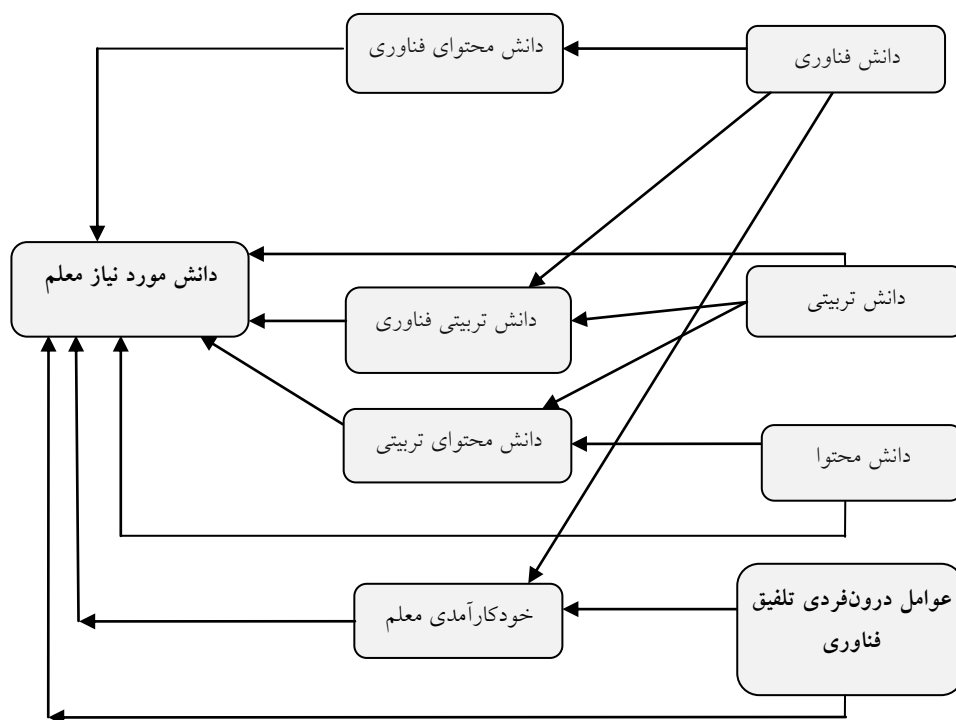 دانش فناوری
دانش محتوای فناوری
دانش مورد نیاز معلم
دانش تربیتی
دانش تربیتی فناوری
دانش محتوای تربیتی
دانش محتوا
عوامل درون‌فردی تلفیق
فناوری
خودکارآمدی معلم